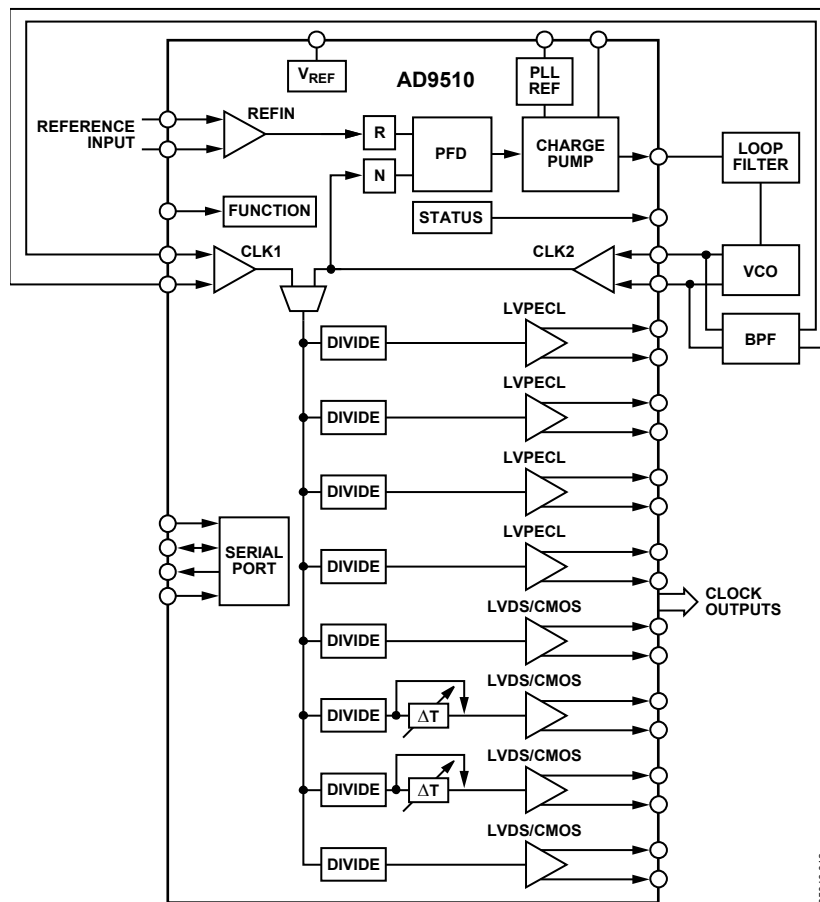 V_REF
AD9510
PLL
REF
REFERENCE
INPUT
REFIN
R
N
PFD
CHARGE
PUMP
LOOP
FILTER
FUNCTION
STATUS
CLK1
CLK2
VCO
BPF
LVPECL
DIVIDE
LVPECL
DIVIDE
LVPECL
DIVIDE
LVPECL
DIVIDE
SERIAL
PORT
CLOCK
OUTPUTS
LVDS/CMOS
DIVIDE
LVDS/CMOS
DIVIDE
ΔT
LVDS/CMOS
DIVIDE
ΔT
LVDS/CMOS
DIVIDE